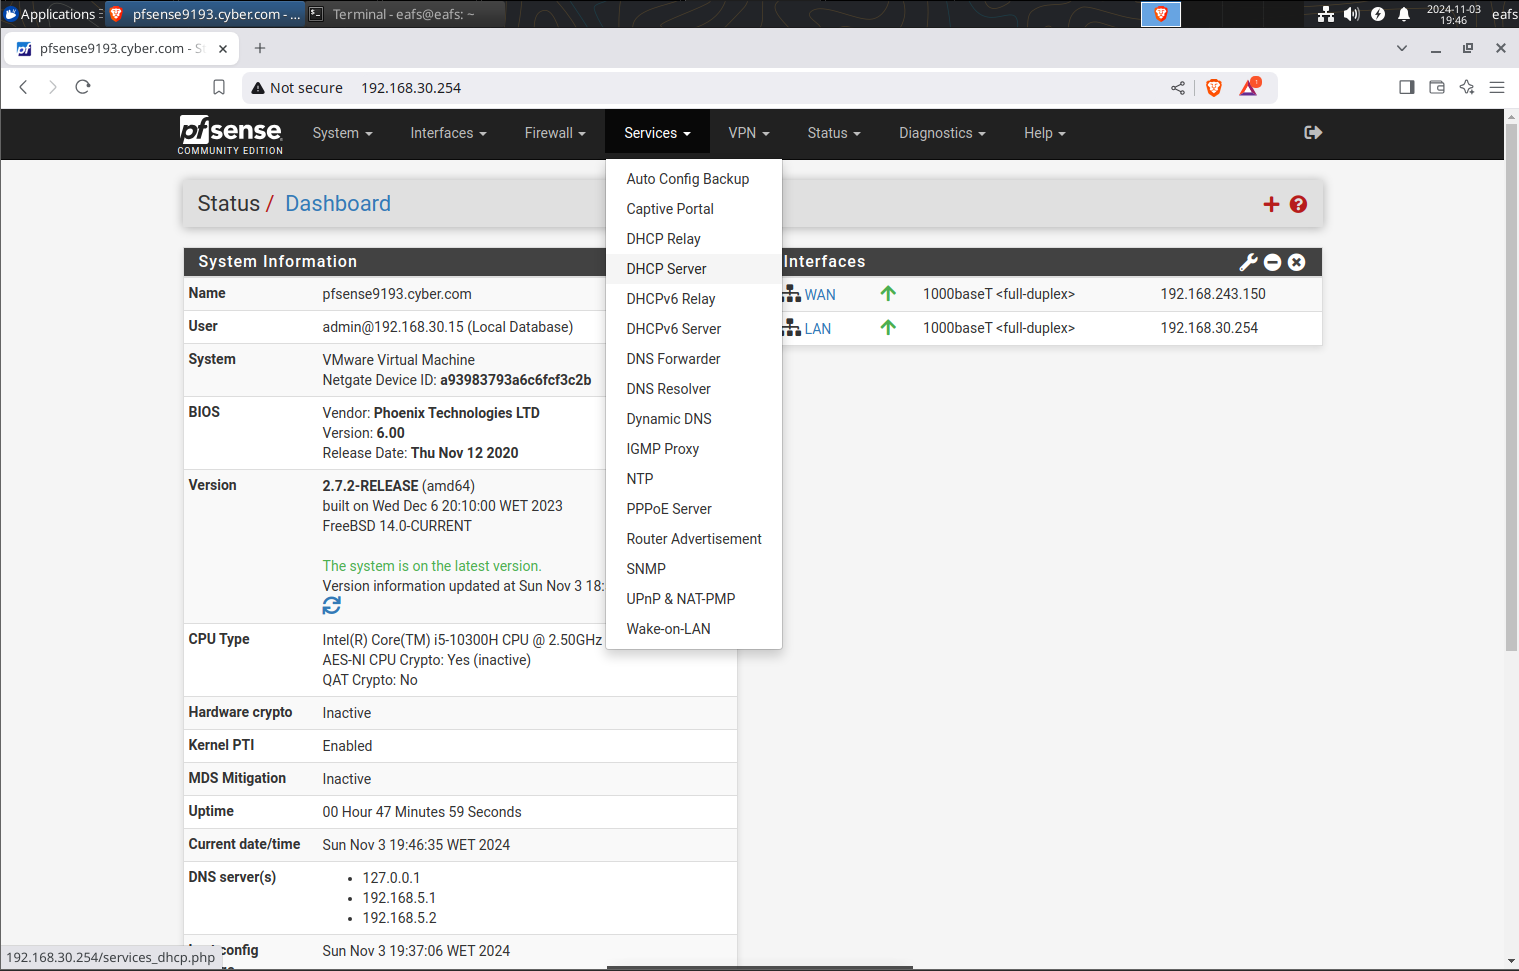 Applications
pfsense9193.cyber.com - ...
Terminal - eafs@eafs: ~
2024-11-03
19:46
eafs
pfsense9193.cyber.com - S
Not secure
192.168.30.254
pfsense
COMMUNITY EDITION
System
Interfaces
Firewall
Services
VPN
Status
Diagnostics
Help
Auto Config Backup
Captive Portal
DHCP Relay
DHCP Server
DHCPv6 Relay
DHCPv6 Server
DNS Forwarder
DNS Resolver
Dynamic DNS
IGMP Proxy
NTP
PPPoE Server
Router Advertisement
SNMP
UPnP & NAT-PMP
Wake-on-LAN
Status / Dashboard
System Information
Name pfsense9193.cyber.com
User admin@192.168.30.15 (Local Database)
System VMware Virtual Machine
Netgate Device ID: a93983793a6c6fcf3c2b
BIOS Vendor: Phoenix Technologies LTD
Version: 6.00
Release Date: Thu Nov 12 2020
Version 2.7.2-RELEASE (amd64)
built on Wed Dec 6 20:10:00 WET 2023
FreeBSD 14.0-CURRENT
The system is on the latest version.
Version information updated at Sun Nov 3 18:
CPU Type Intel(R) Core(TM) i5-10300H CPU @ 2.50GHz
AES-NI CPU Crypto: Yes (inactive)
QAT Crypto: No
Hardware crypto Inactive
Kernel PTI Enabled
MDS Mitigation Inactive
Uptime 00 Hour 47 Minutes 59 Seconds
Current date/time Sun Nov 3 19:46:35 WET 2024
DNS server(s)
• 127.0.0.1
• 192.168.5.1
• 192.168.5.2
config Sun Nov 3 19:37:06 WET 2024
Interfaces
WAN 1000baseT <full-duplex> 192.168.243.150
LAN 1000baseT <full-duplex> 192.168.30.254
192.168.30.254/services_dhcp.php